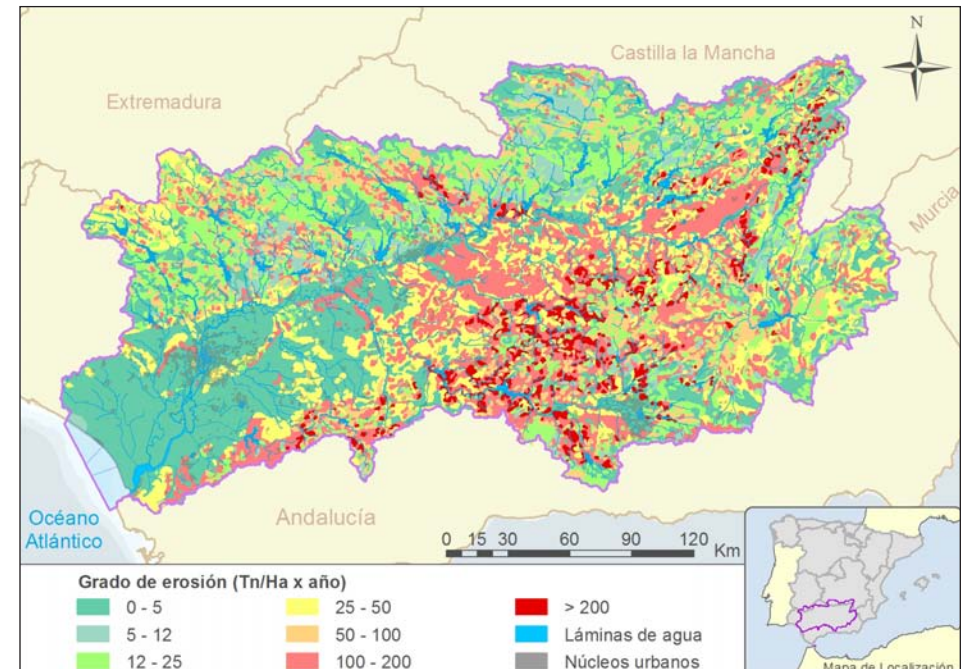 N
Castilla la Mancha
Extremadura
Murcia
Andalucía
Océano
Atlántico
0 15 30 60 90 120 Km
Grado de erosión (Tn/Ha x año)
0 - 5
25 - 50
> 200
5 - 12
50 - 100
Láminas de agua
12 - 25
100 - 200
Núcleos urbanos
Mapa de Localización